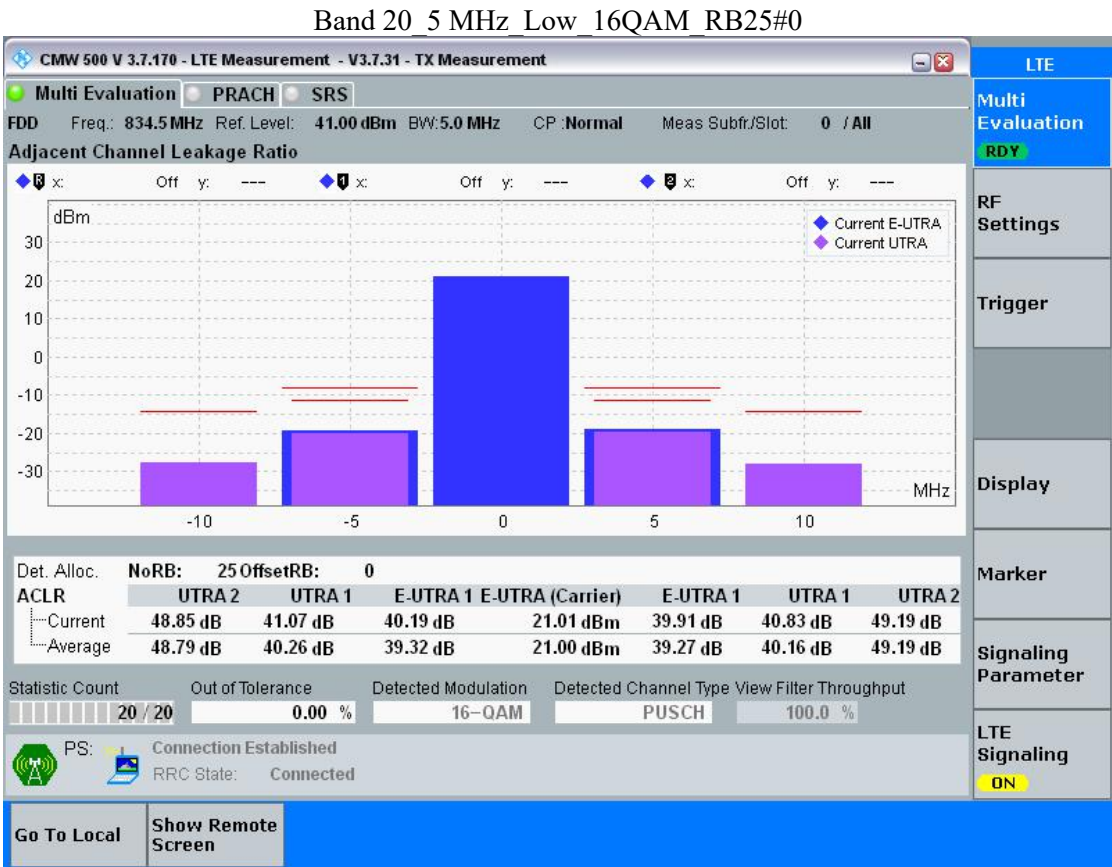 Band 20_5 MHz_Low_16QAM_RB25#0
CMW 500 V 3.7.170 - LTE Measurement - V3.7.31 - TX Measurement
LTE
Multi Evaluation PRACH SRS
Multi
Evaluation
RDY
FDD Freq.: 834.5 MHz Ref. Level: 41.00 dBm BW: 5.0 MHz CP : Normal Meas Subfr./Slot: 0 / All
Adjacent Channel Leakage Ratio
R x: Off y: --- 1 x: Off y: --- 2 x: Off y: ---
dBm
Current E-UTRA
Current UTRA
30
20
10
0
-10
-20
-30
MHz
-10 -5 0 5 10
RF
Settings
Trigger
Display
Marker
Signaling
Parameter
LTE
Signaling
ON
Det. Alloc. NoRB: 25 OffsetRB: 0
ACLR UTRA 2 UTRA 1 E-UTRA 1 E-UTRA (Carrier) E-UTRA 1 UTRA 1 UTRA 2
Current 48.85 dB 41.07 dB 40.19 dB 21.01 dBm 39.91 dB 40.83 dB 49.19 dB
Average 48.79 dB 40.26 dB 39.32 dB 21.00 dBm 39.27 dB 40.16 dB 49.19 dB
Statistic Count Out of Tolerance Detected Modulation Detected Channel Type View Filter Throughput
20 / 20 0.00 % 16-QAM PUSCH 100.0 %
PS: Connection Established
RRC State: Connected
Go To Local
Show Remote
Screen